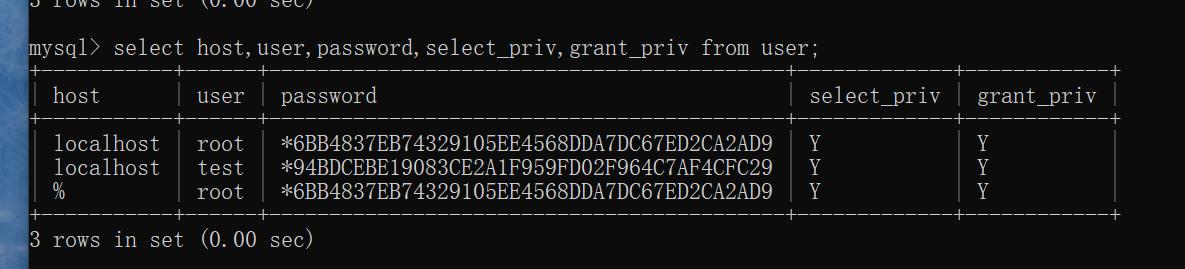 3 rows in set (0.00 sec)
mysql> select host,user,password,select_priv,grant_priv from user;
+-----------+------+-------------------------------------------+-------------+------------+
| host      | user | password                                  | select_priv | grant_priv |
+-----------+------+-------------------------------------------+-------------+------------+
| localhost | root | *6BB4837EB74329105EE4568DDA7DC67ED2CA2AD9 | Y           | Y          |
| localhost | test | *94BDCEBE19083CE2A1F959FD02F964C7AF4CFC29 | Y           | Y          |
| %         | root | *6BB4837EB74329105EE4568DDA7DC67ED2CA2AD9 | Y           | Y          |
+-----------+------+-------------------------------------------+-------------+------------+
3 rows in set (0.00 sec)